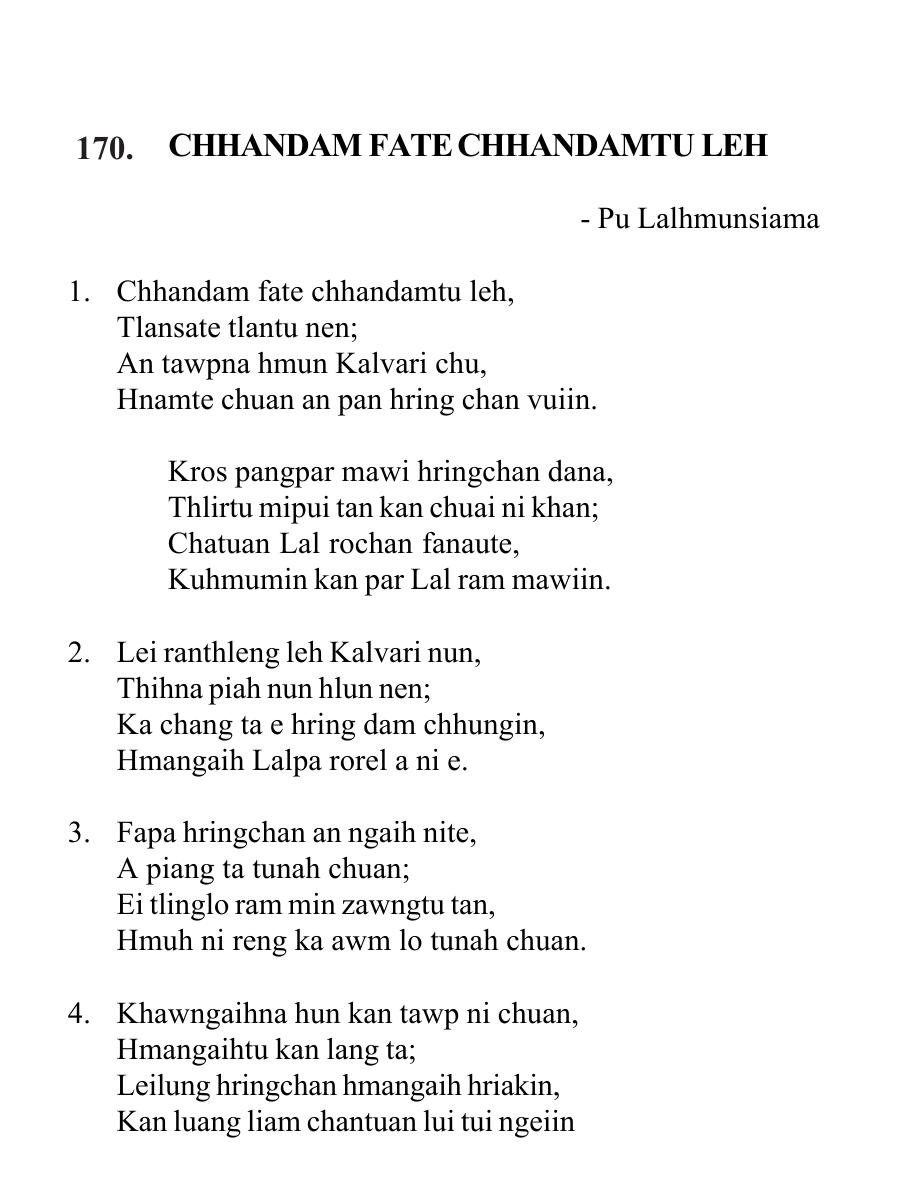 170. CHHANDAM FATE CHHANDAMTU LEH
- Pu Lalhmunsiama
1. Chhandam fate chhandamtu leh,
Tlansate tlantu nen;
An tawpna hmun Kalvari chu,
Hnamte chuan an pan hring chan vuiin.
Kros pangpar mawi hringchan dana,
Thlirtu mipui tan kan chuai ni khan;
Chatuan Lal rochan fanaute,
Kuhmumin kan par Lal ram mawiin.
2. Lei ranthleng leh Kalvari nun,
Thihna piah nun hlun nen;
Ka chang ta e hring dam chhungin,
Hmangaih Lalpa rorel a ni e.
3. Fapa hringchan an ngaih nite,
A piang ta tunah chuan;
Ei tlinglo ram min zawngtu tan,
Hmuh ni reng ka awm lo tunah chuan.
4. Khawngaihna hun kan tawp ni chuan,
Hmangaihtu kan lang ta;
Leilung hringchan hmangaih hriakin,
Kan luang liam chantuan lui tui ngeiin